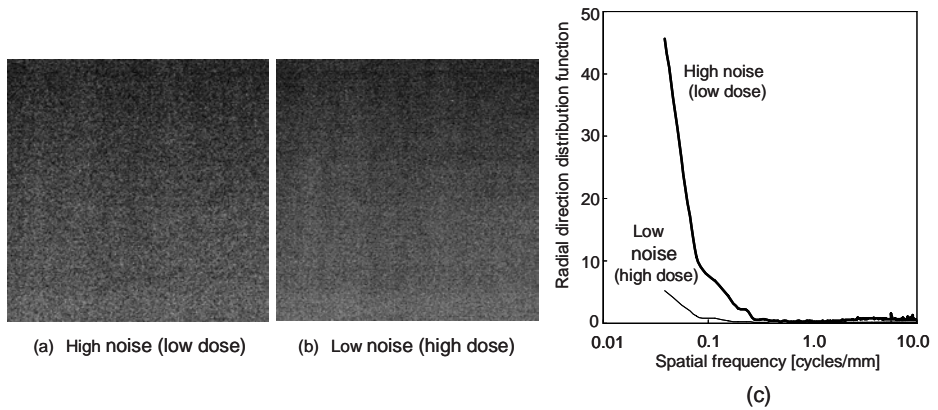 (a) High noise (low dose)
(b) Low noise (high dose)
Radial direction distribution function
50
40
30
20
10
0
High noise
(low dose)
Low
noise
(high dose)
0.01
0.1
1.0
10.0
Spatial frequency [cycles/mm]
(c)